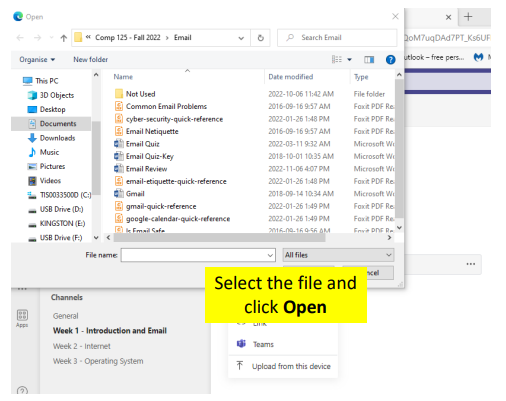 Open
« Comp 125 - Fall 2022 > Email
Search Email
Organise
New folder
?
Name
Date modified
Type
This PC
3D Objects
Desktop
Documents
Downloads
Music
Pictures
Videos
TIS0033500D (C:)
USB Drive (D:)
KINGSTON (E:)
USB Drive (F:)
Not Used 2022-10-06 11:42 AM File folder
Common Email Problems 2016-09-16 9:57 AM Foxit PDF Re
cyber-security-quick-reference 2022-01-26 1:48 PM Foxit PDF Re
Email Netiquette 2016-09-16 9:57 AM Foxit PDF Re
Email Quiz 2022-03-11 9:32 AM Microsoft W
Email Quiz-Key 2018-10-01 10:35 AM Microsoft W
Email Review 2022-11-06 4:07 PM Microsoft W
email-etiquette-quick-reference 2022-01-26 1:48 PM Foxit PDF Re
Gmail 2018-09-14 10:34 AM Microsoft W
gmail-quick-reference 2022-01-26 1:49 PM Foxit PDF Re
google-calendar-quick-reference 2022-01-26 1:49 PM Foxit PDF Re
Is Email Safe 2016-09-16 9:56 AM Foxit PDF Re
File name:
All files
ncel
QoM7uqDAd7PT_Ks6UF
utlook – free pers...
Select the file and
click Open
Channels
General
Week 1 - Introduction and Email
Week 2 - Internet
Week 3 - Operating System
Apps
Link
Teams
Upload from this device